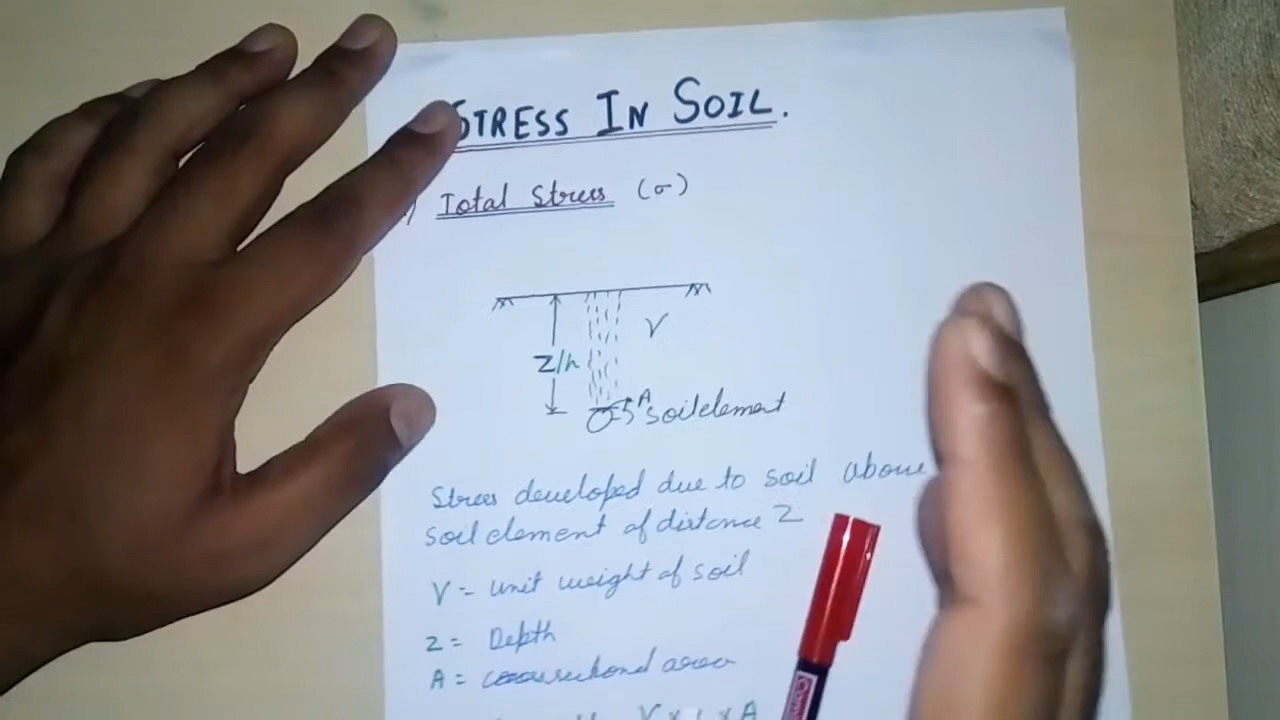 STRESS IN SOIL.
) Total Stress (σ)
γ
Z/h
A
soil element
Stress developed due to soil above
soil element of distance Z
γ = unit weight of soil
z = Depth
A = area
γ × × A